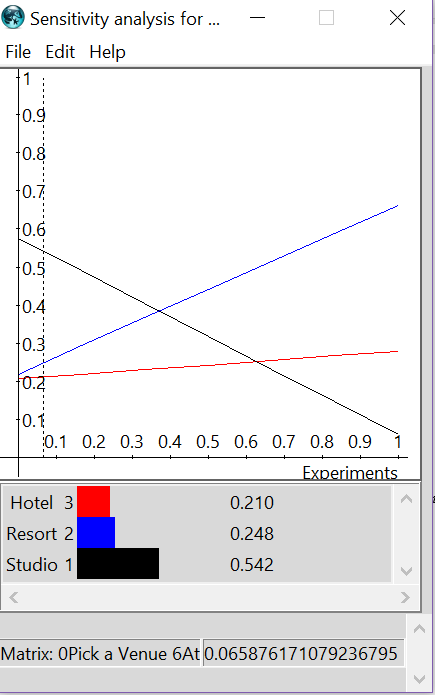 Sensitivity analysis for ...
File Edit Help
1
0.9
0.8
0.7
0.6
0.5
0.4
0.3
0.2
0.1
0.1 0.2 0.3 0.4 0.5 0.6 0.7 0.8 0.9 1
Experiments
Hotel 3 0.210
Resort 2 0.248
Studio 1 0.542
Matrix: 0Pick a Venue 6At 0.065876171079236795